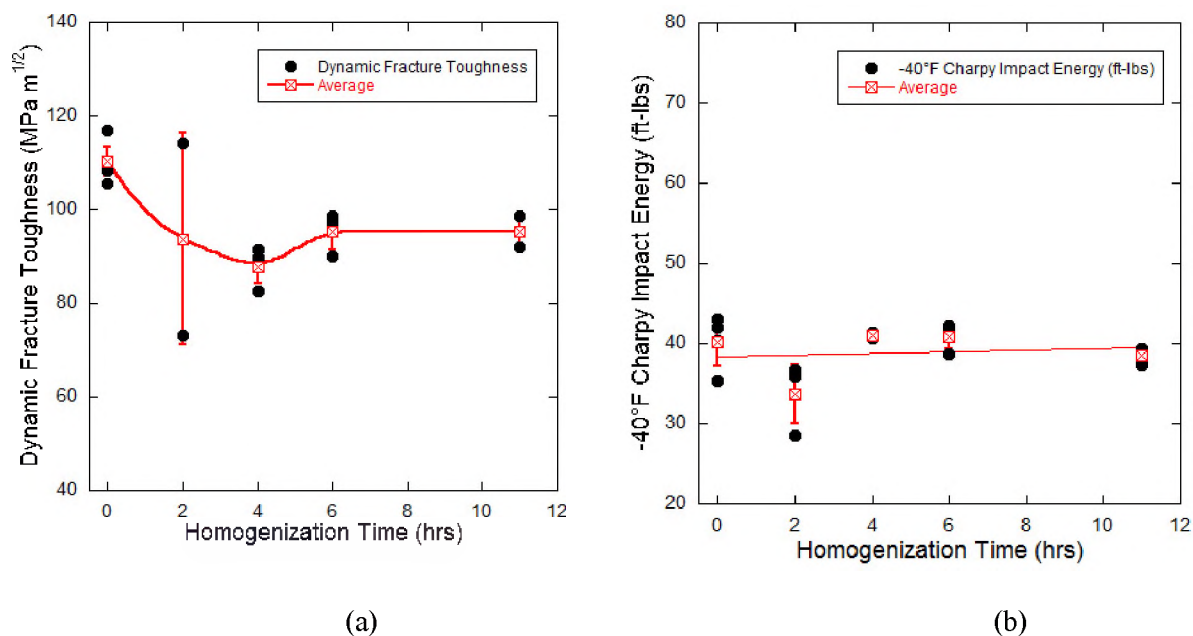 140
120
100
80
60
40
0
2
4
6
8
10
12
Dynamic Fracture Toughness (MPa m^1/2)
Homogenization Time (hrs)
Dynamic Fracture Toughness
Average
(a)
80
70
60
50
40
30
20
0
2
4
6
8
10
12
-40°F Charpy Impact Energy (ft-lbs)
Homogenization Time (hrs)
-40°F Charpy Impact Energy (ft-lbs)
Average
(b)